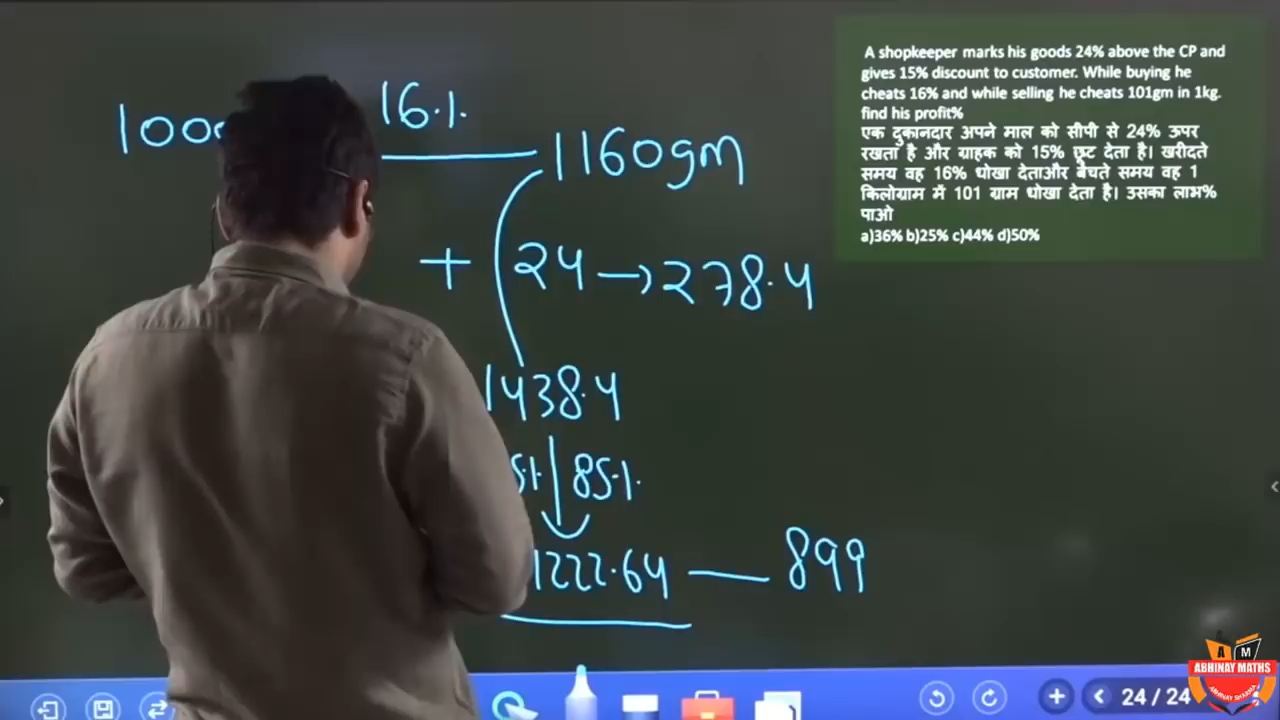 A shopkeeper marks his goods 24% above the CP and
gives 15% discount to customer. While buying he
cheats 16% and while selling he cheats 101gm in 1kg.
find his profit%
एक दुकानदार अपने माल को सीपी से 24% ऊपर
रखता है और ग्राहक को 15% छूट देता है। खरीदते
समय वह 16% धोखा देताऔर बेचते समय वह 1
किलोग्राम में 101 ग्राम धोखा देता है। उसका लाभ%
पाओ
a)36% b)25% c)44% d)50%
16.1.
1160gm
+ 24 → 278.4
1438.4
85.1.
1222.64 — 899
24 / 24
AM
ABHINAY MATHS
ABHINAY SHARMA